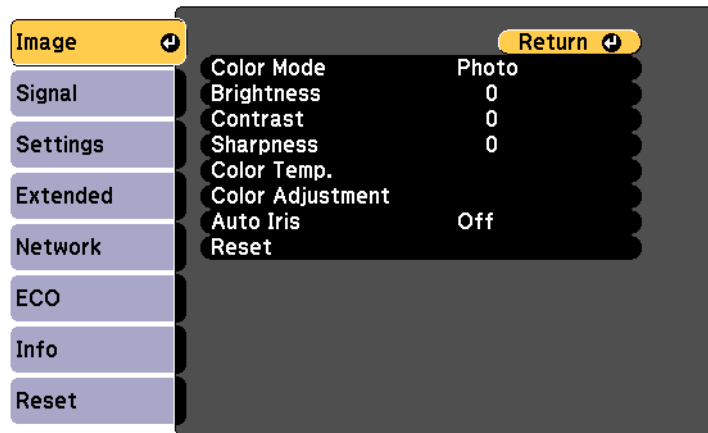 Image
Signal
Settings
Extended
Network
ECO
Info
Reset
Return
Color Mode Photo
Brightness 0
Contrast 0
Sharpness 0
Color Temp.
Color Adjustment
Auto Iris Off
Reset